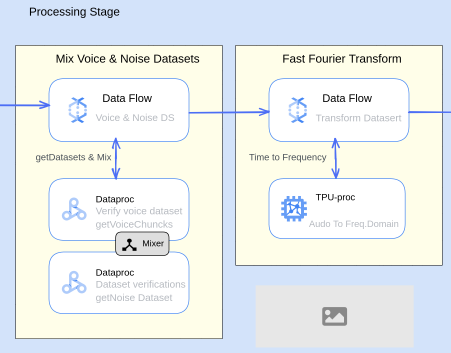 Processing Stage
Mix Voice & Noise Datasets
Data Flow
Voice & Noise DS
getDatasets & Mix
Dataproc
Verify voice dataset
getVoiceChuncks
Mixer
Dataproc
Dataset verifications
getNoise Dataset
Fast Fourier Transform
Data Flow
Transform Datasert
Time to Frequency
TPU-proc
Audo To Freq.Domain